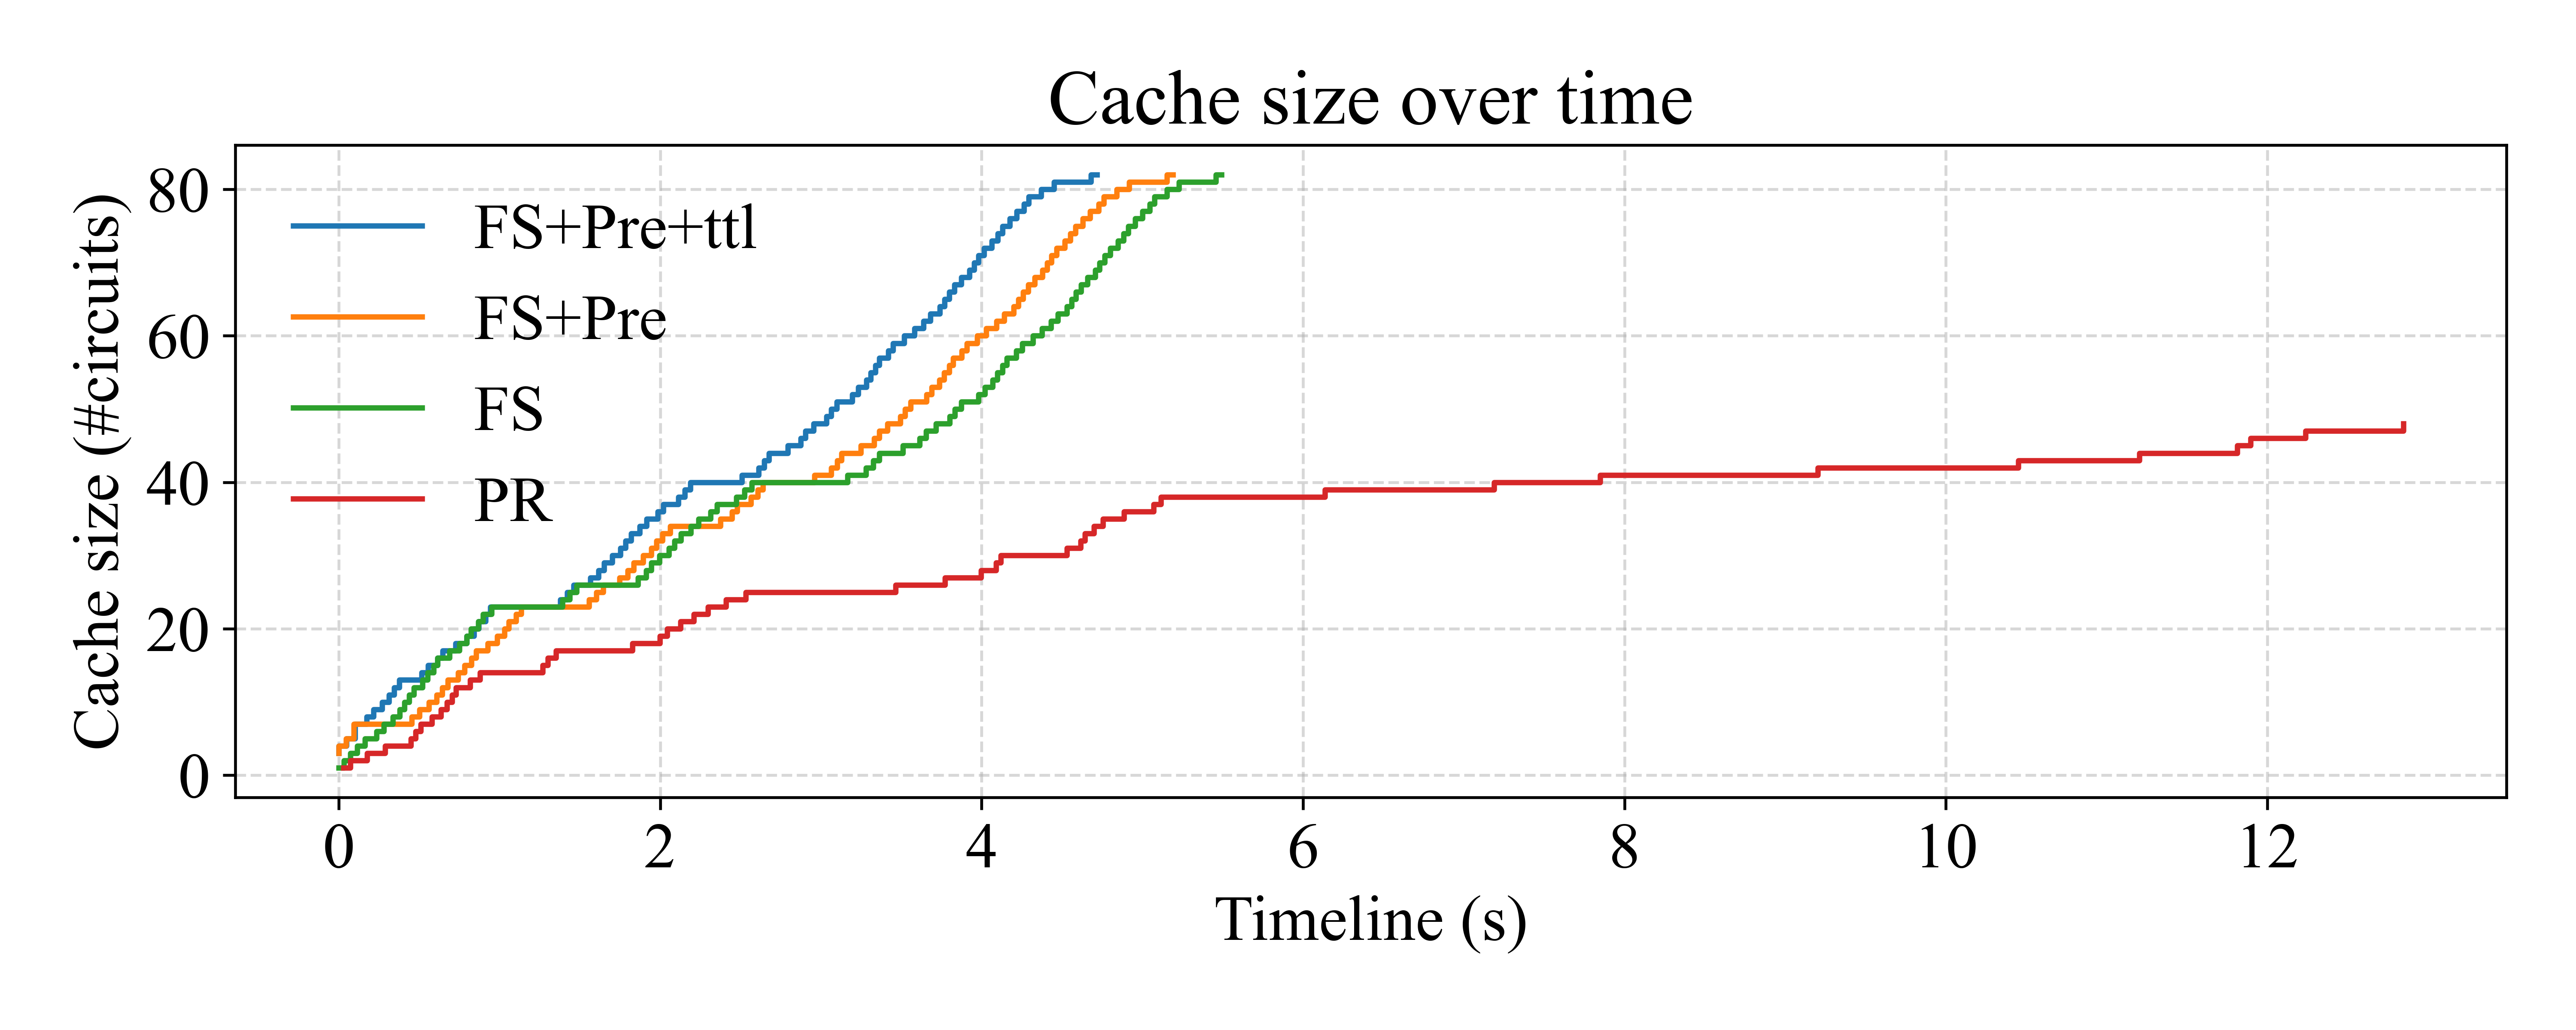 Cache size over time
Cache size (#circuits)
80
60
40
20
0
FS+Pre+ttl
FS+Pre
FS
PR
0 2 4 6 8 10 12
Timeline (s)